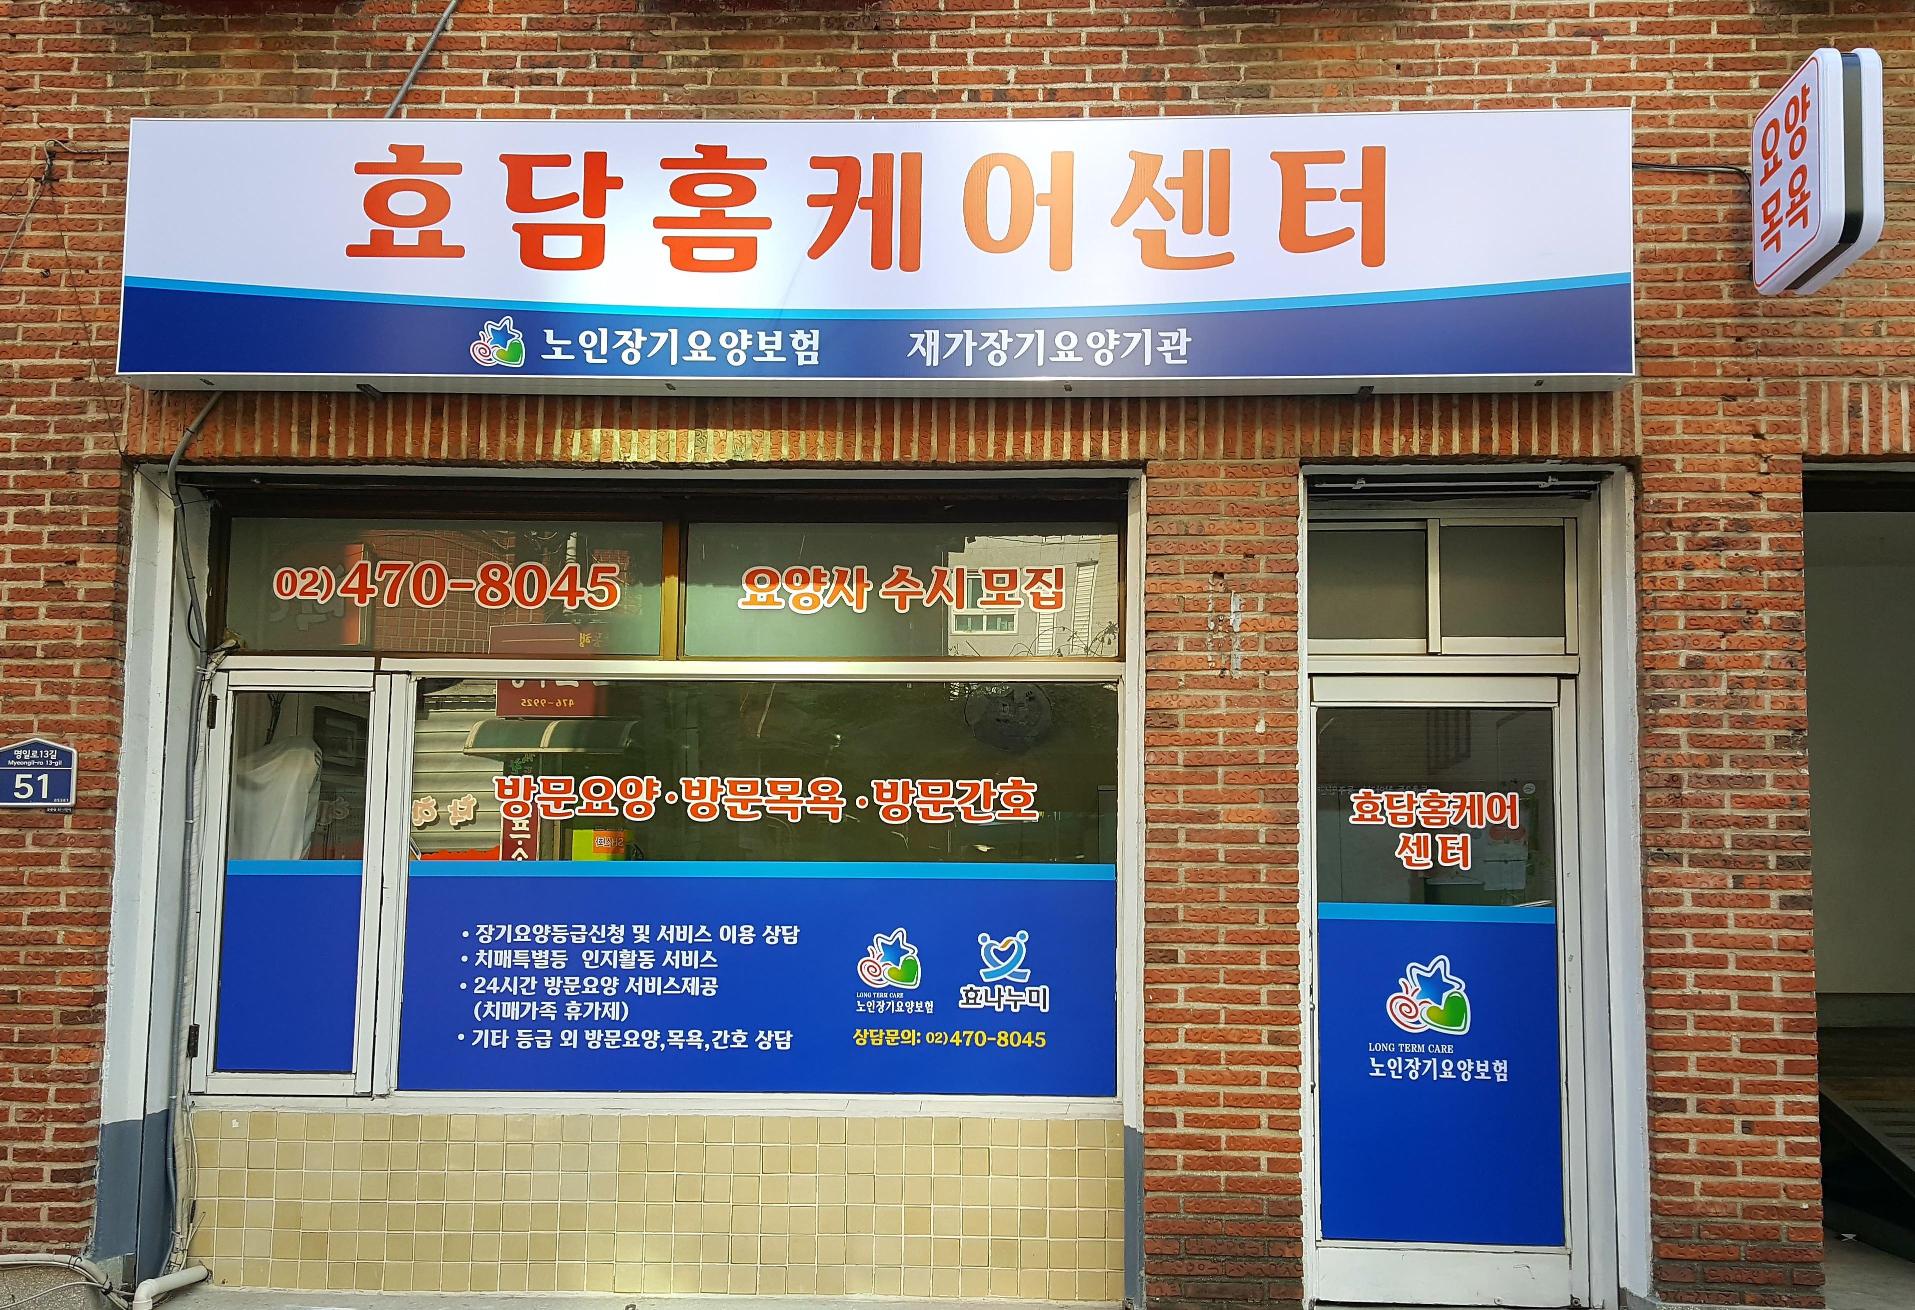 효담홈케어센터
노인장기요양보험 재가장기요양기관
요양
목욕
02)470-8045
요양사 수시 모집
476-9925
명일로13길
Myeongil-ro 13-gil
51
방문요양·방문목욕·방문간호
• 장기요양등급신청 및 서비스 이용 상담
• 치매특별등 인지활동 서비스
• 24시간 방문요양 서비스제공
(치매가족 휴가제)
• 기타 등급 외 방문요양,목욕,간호 상담
LONG TERM CARE
노인장기요양보험
효나누미
상담문의: 02)470-8045
효담홈케어
센터
LONG TERM CARE
노인장기요양보험